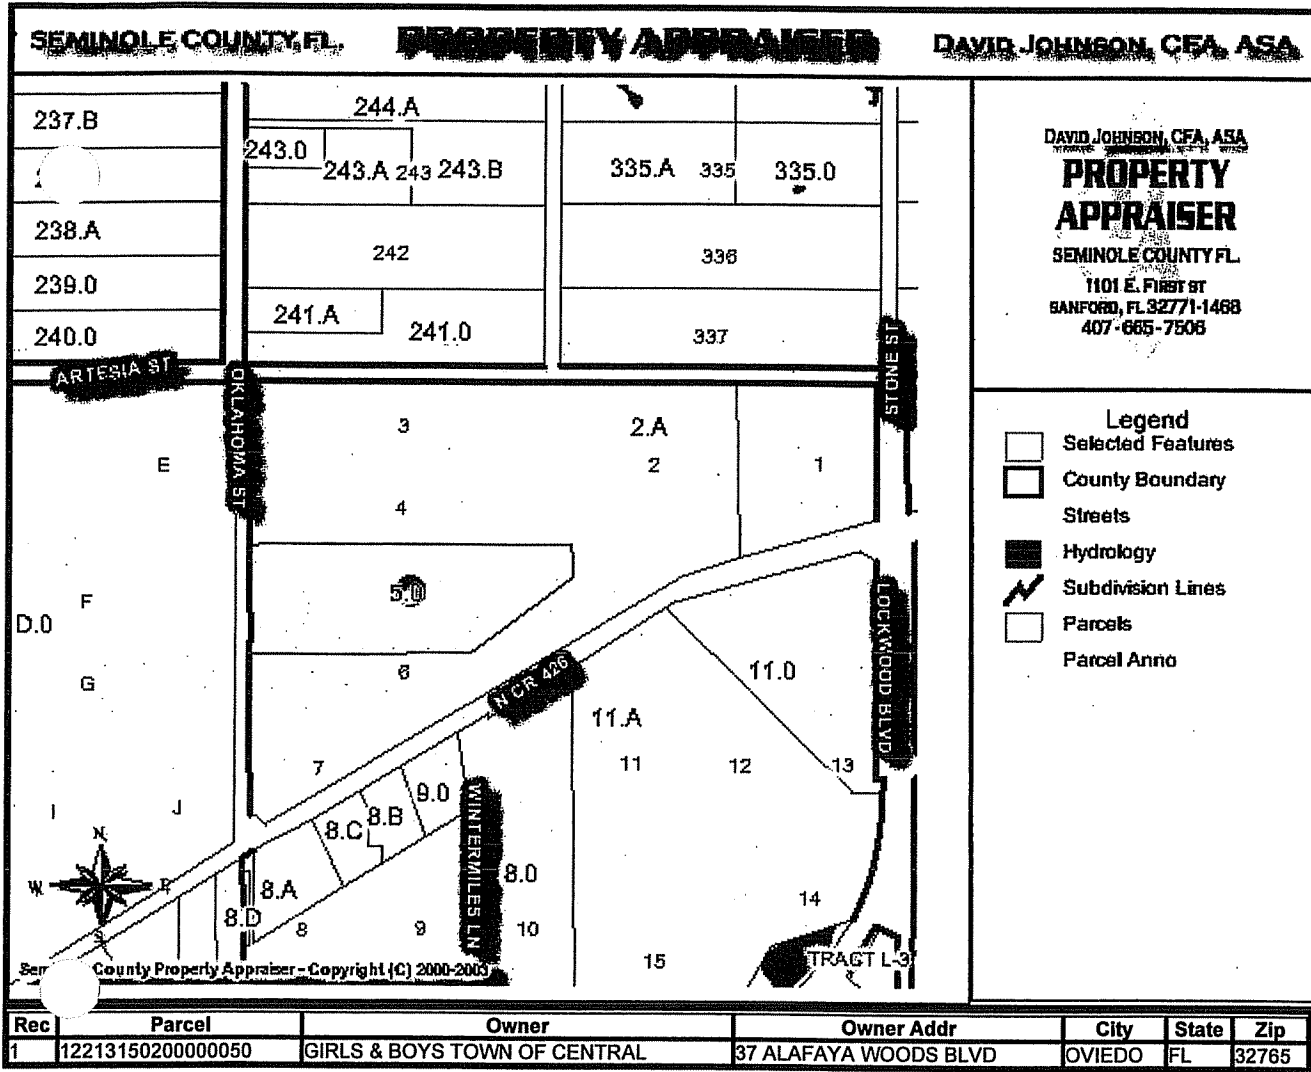 SEMINOLE COUNTY, FL. PROPERTY APPRAISER DAVID JOHNSON, CFA, ASA
237.B
244.A
243.0
243.A 243 243.B
335.A 335 335.0
238.A
242
336
239.0
241.A
241.0
337
240.0
ARTESIA ST
OKLAHOMA ST
STONE ST
3
2.A
E
2
1
4
5.0
F
D.0
LOCKWOOD BLVD
6
11.0
G
N CR 426
11.A
7
11
12
13
I
J
9.0
8.B
8.C
WINTERMILES LN
N
W
E
S
8.A
8.0
8.D
8
9
10
14
15
TRACT L-3
County Property Appraiser - Copyright (C) 2000-2003
DAVID JOHNSON, CFA, ASA
PROPERTY
APPRAISER
SEMINOLE COUNTY FL.
1101 E. FIRST ST
SANFORD, FL 32771-1468
407-665-7506
Legend
Selected Features
County Boundary
Streets
Hydrology
Subdivision Lines
Parcels
Parcel Anno
Rec Parcel Owner Owner Addr City State Zip
1 12213150200000050 GIRLS & BOYS TOWN OF CENTRAL 37 ALAFAYA WOODS BLVD OVIEDO FL 32765